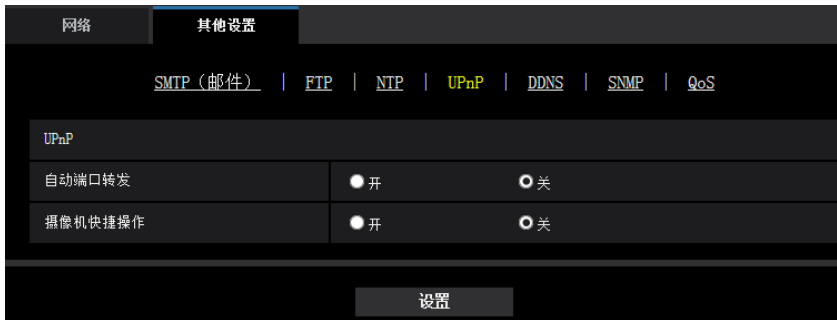 网络 其他设置
SMTP（邮件） | FTP | NTP | UPnP | DDNS | SNMP | QoS
UPnP
自动端口转发 开 关
摄像机快捷操作 开 关
设置